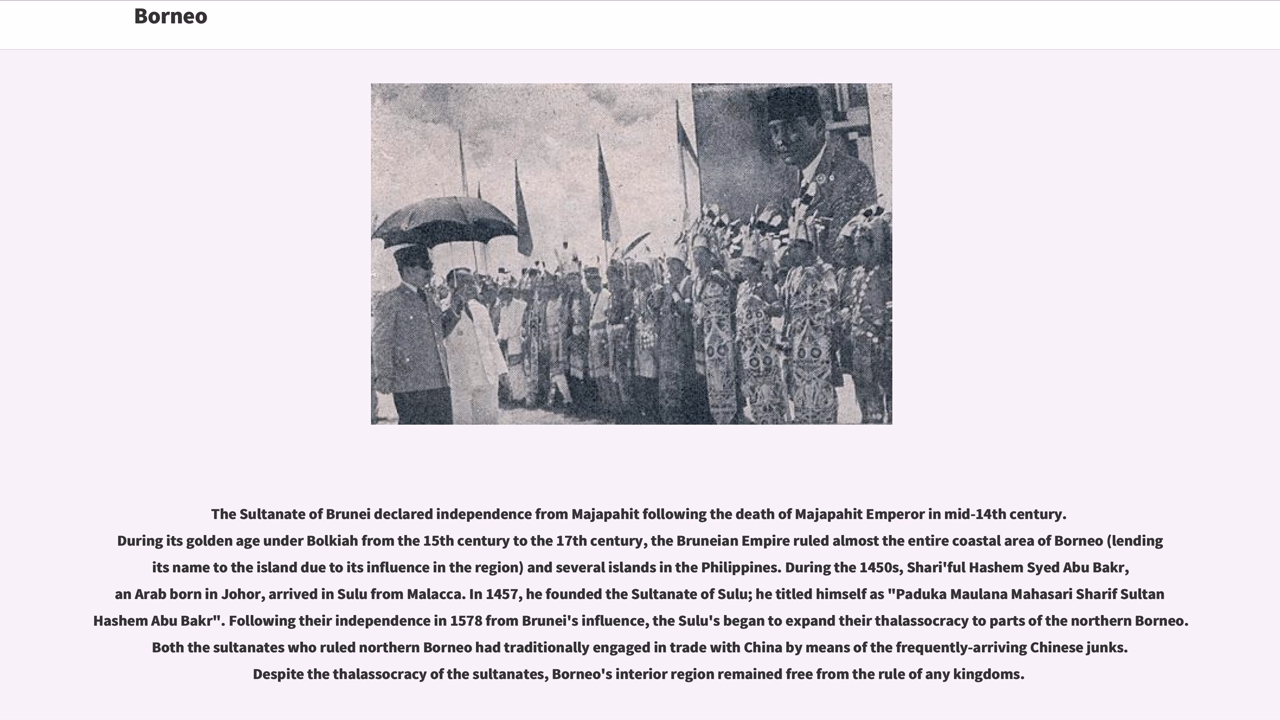 Borneo
The Sultanate of Brunei declared independence from Majapahit following the death of Majapahit Emperor in mid-14th century.
During its golden age under Bolkiah from the 15th century to the 17th century, the Bruneian Empire ruled almost the entire coastal area of Borneo (lending
its name to the island due to its influence in the region) and several islands in the Philippines. During the 1450s, Shari'ful Hashem Syed Abu Bakr,
an Arab born in Johor, arrived in Sulu from Malacca. In 1457, he founded the Sultanate of Sulu; he titled himself as "Paduka Maulana Mahasari Sharif Sultan
Hashem Abu Bakr". Following their independence in 1578 from Brunei's influence, the Sulu's began to expand their thalassocracy to parts of the northern Borneo.
Both the sultanates who ruled northern Borneo had traditionally engaged in trade with China by means of the frequently-arriving Chinese junks.
Despite the thalassocracy of the sultanates, Borneo's interior region remained free from the rule of any kingdoms.